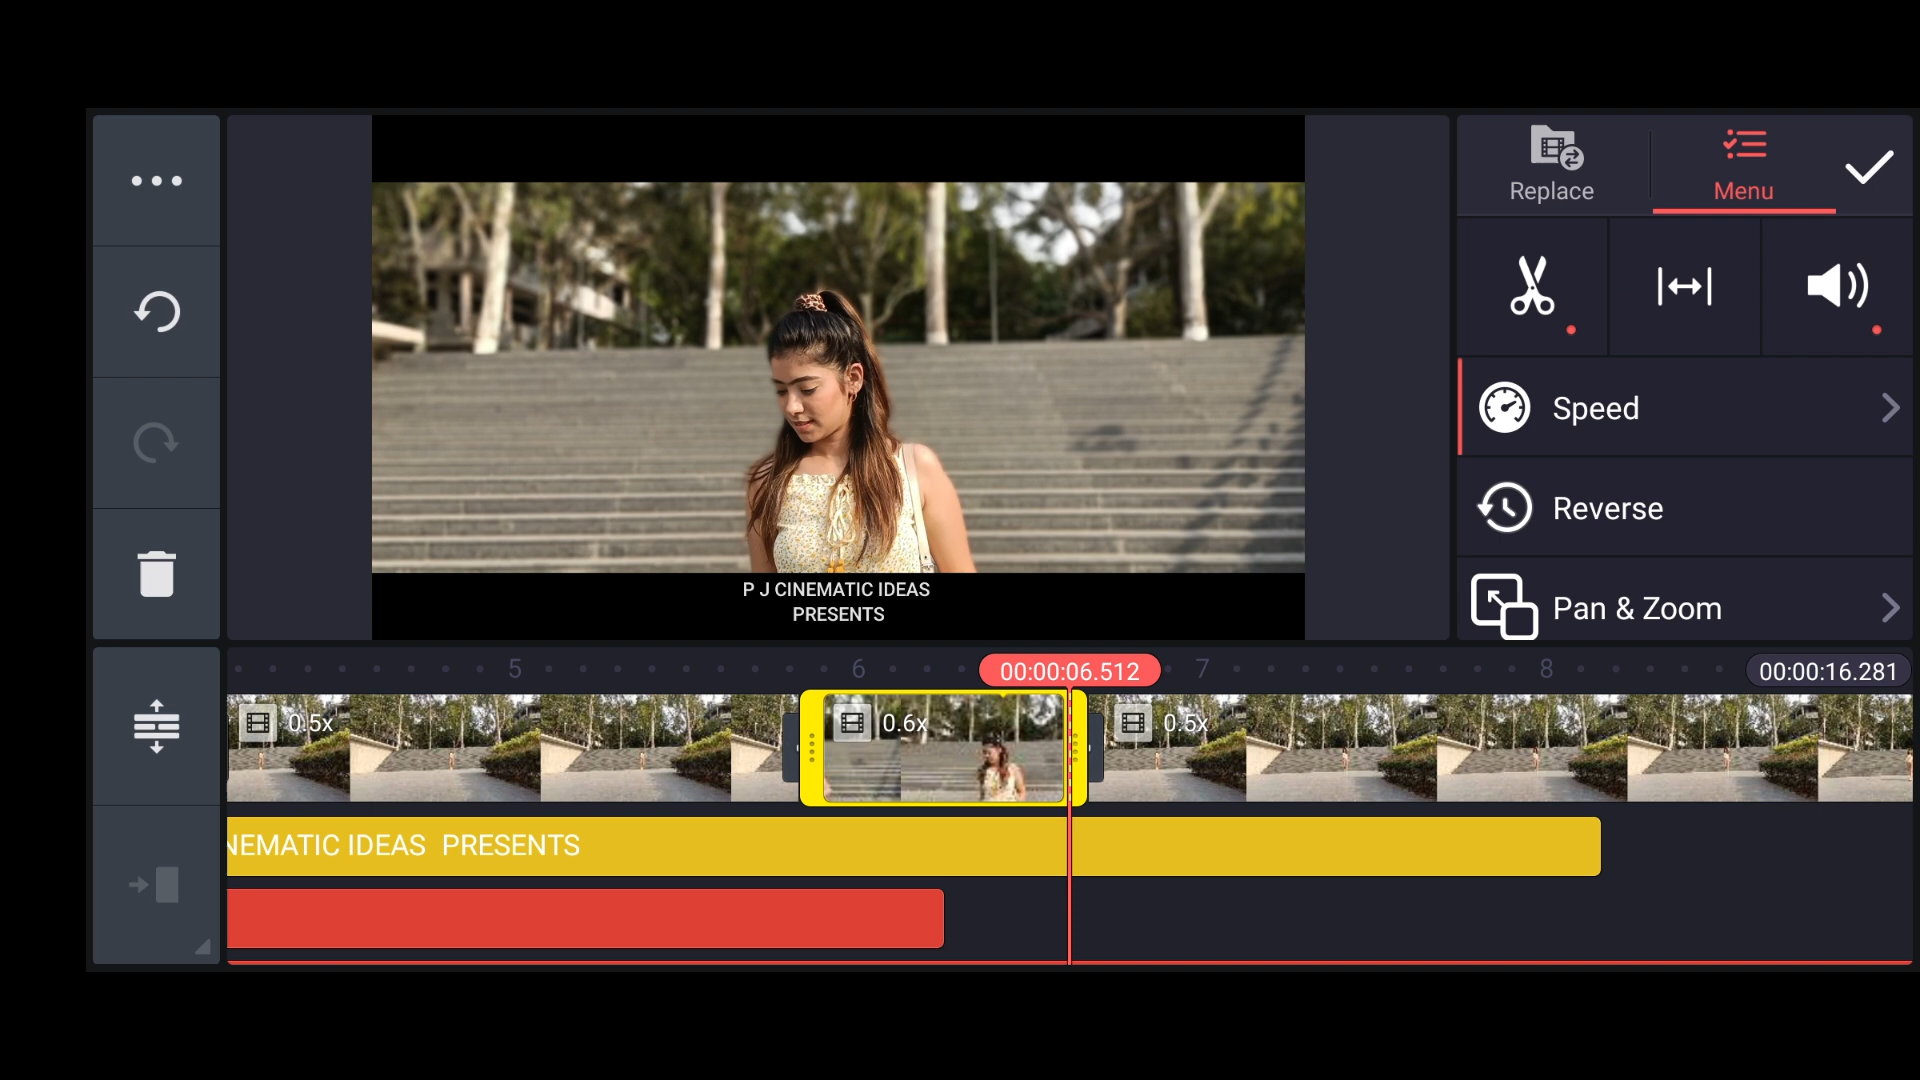 Replace
Menu
Speed
Reverse
Pan & Zoom
P J CINEMATIC IDEAS
PRESENTS
5
6
00:00:06.512
7
8
00:00:16.281
0.5x
0.6x
0.5x
NEMATIC IDEAS PRESENTS